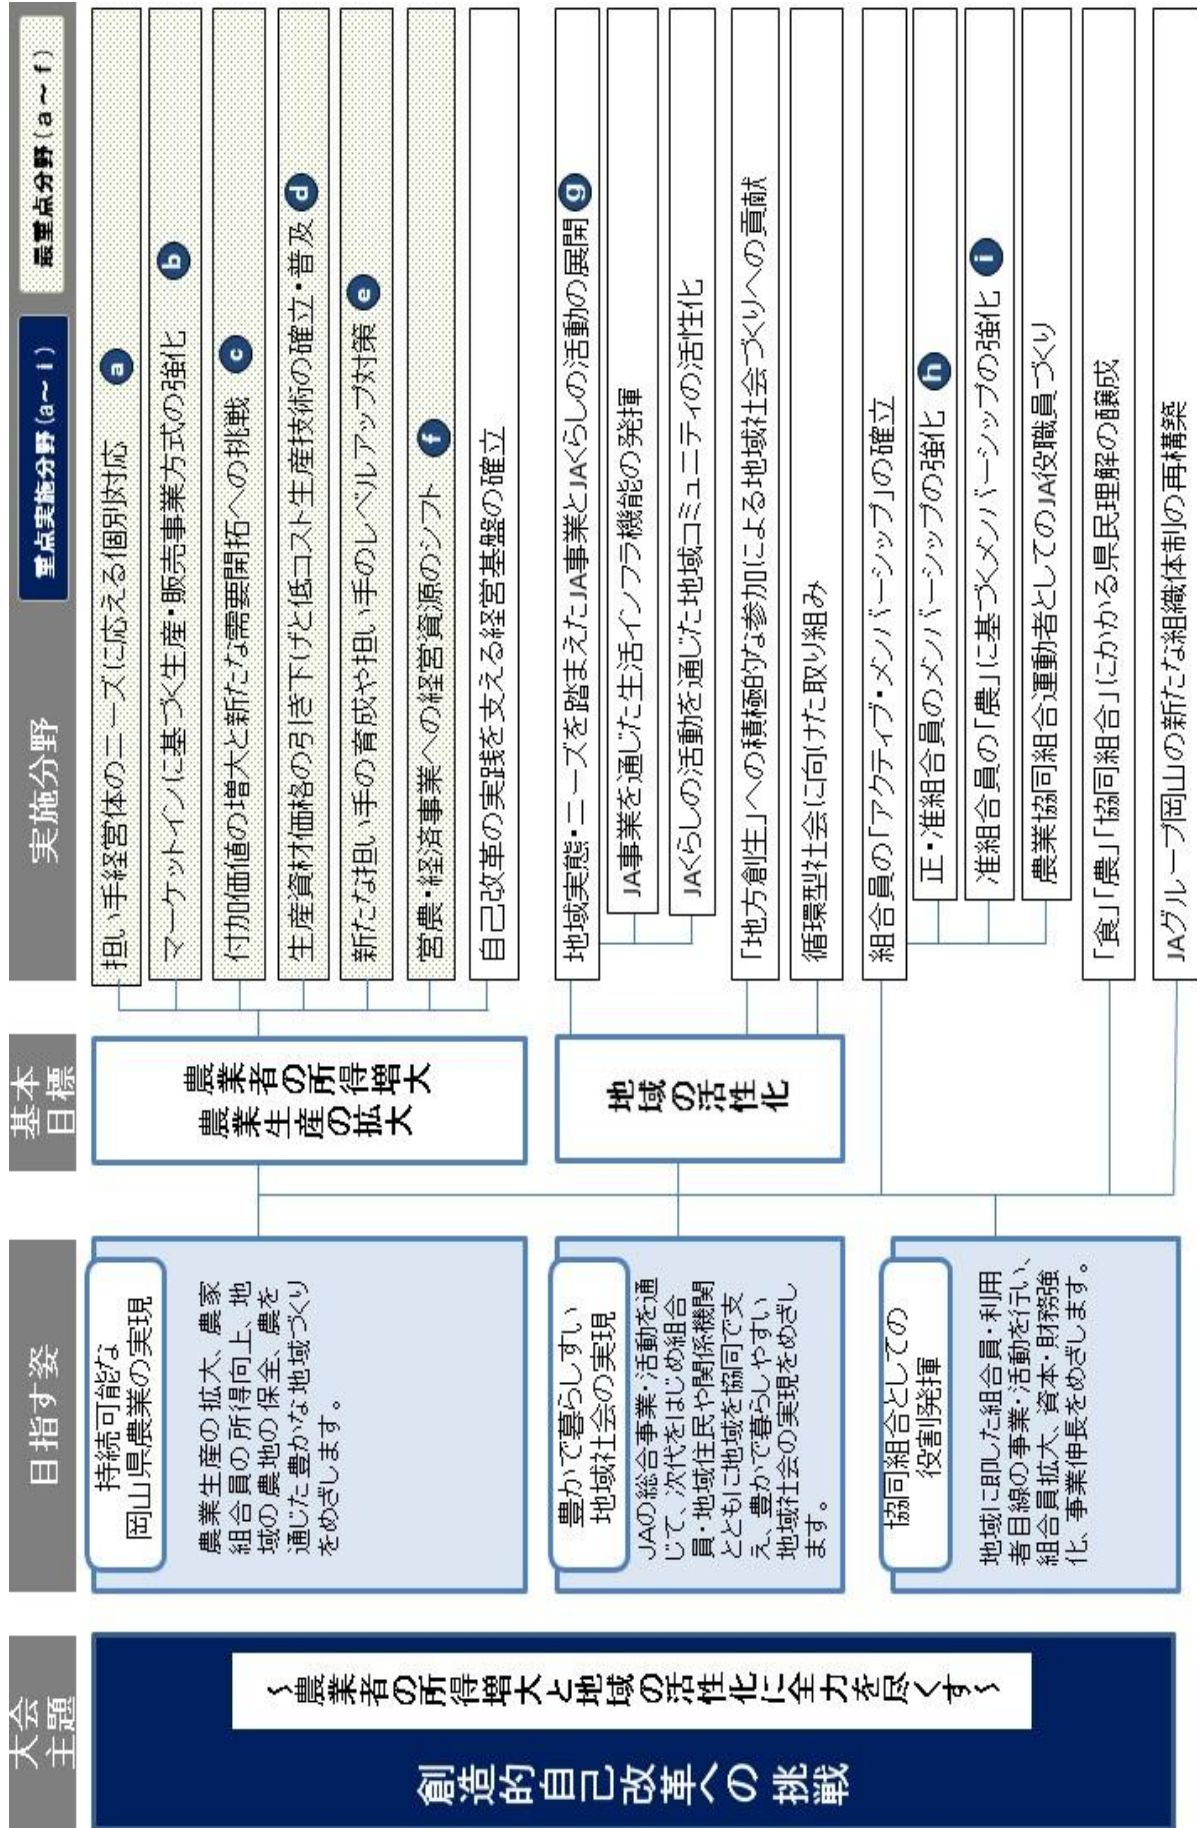 大会
主題
目指す姿
基本
目標
実施分野
重点実施分野(a～i)
最重点分野(a～f)
創造的自己改革への 挑戦
～農業者の所得増大と地域の活性化に全力を尽くす～
持続可能な
岡山県農業の実現
農業生産の拡大、農家
組合員の所得向上、地
域の農地の保全、農を
通じた豊かな地域づくり
をめざします。
豊かで暮らしすい
地域社会の実現
JAの総合事業・活動を通
じて、次代をはじめ組合
員・地域住民や関係機関
とともに地域を協同で支
え、豊かで暮らしやすい
地域社会の実現をめざし
ます。
協同組合としての
役割発揮
地域に即した組合員・利用
者目線の事業・活動を行い、
組合員拡大、資本・財務強
化、事業伸長をめざします。
農業者の所得増大
農業生産の拡大
地域の活性化
担い手経営体のニーズに応える個別対応 a
マーケットインに基づく生産・販売事業方式の強化 b
付加価値の増大と新たな需要開拓への挑戦 c
生産資材価格の引き下げと低コスト生産技術の確立・普及 d
新たな担い手の育成や担い手のレベルアップ対策 e
営農・経済事業への経営資源のシフト f
自己改革の実践を支える経営基盤の確立
地域実態・ニーズを踏まえたJA事業とJAくらしの活動の展開 g
JA事業を通じた生活インフラ機能の発揮
JAくらしの活動を通じた地域コミュニティの活性化
「地方創生」への積極的な参加による地域社会づくりへの貢献
循環型社会に向けた取り組み
組合員の「アクティブ・メンバーシップ」の確立
正・准組合員のメンバーシップの強化 h
准組合員の「農」に基づくメンバーシップの強化 i
農業協同組合運動者としてのJA役職員づくり
「食」「農」「協同組合」にかかる県民理解の醸成
JAグループ岡山の新たな組織体制の再構築